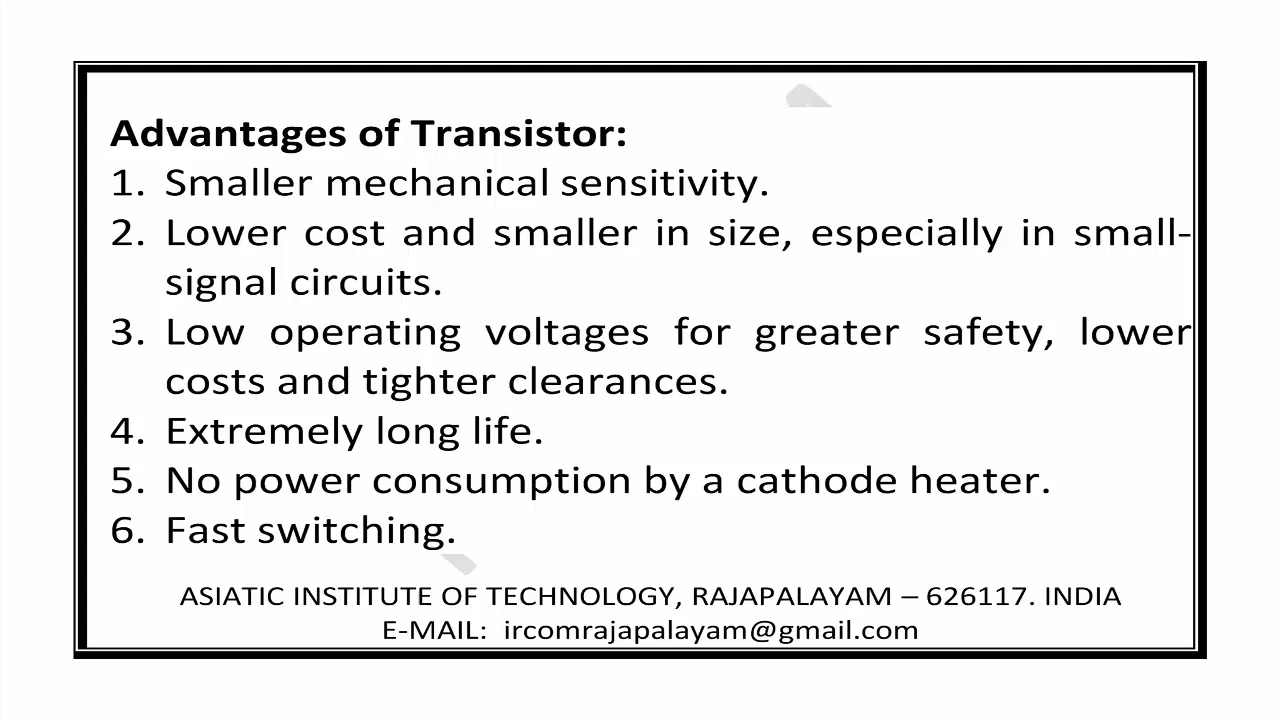 Advantages of Transistor:
1. Smaller mechanical sensitivity.
2. Lower cost and smaller in size, especially in small-
signal circuits.
3. Low operating voltages for greater safety, lower
costs and tighter clearances.
4. Extremely long life.
5. No power consumption by a cathode heater.
6. Fast switching.
ASIATIC INSTITUTE OF TECHNOLOGY, RAJAPALAYAM – 626117. INDIA
E-MAIL: ircomrajapalayam@gmail.com